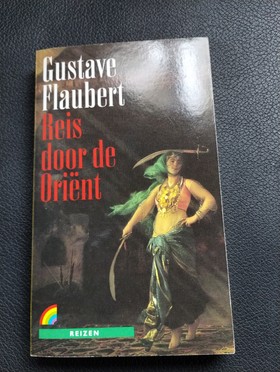 Gustave
Flaubert
Reis
door de
Oriënt
REIZEN